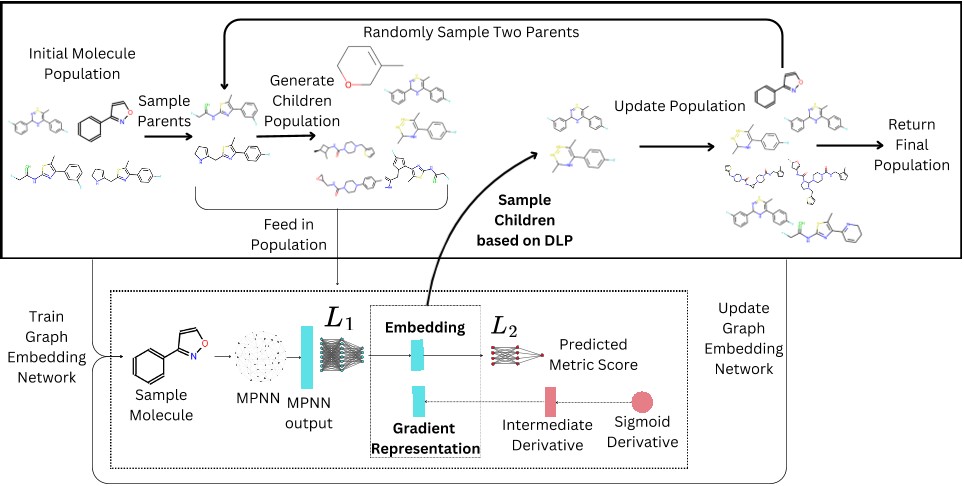 Randomly Sample Two Parents
Initial Molecule
Population
Sample
Parents
Generate
Children
Population
Update Population
Return
Final
Population
Feed in
Population
Sample
Children
based on DLP
Train
Graph
Embedding
Network
Update
Graph
Embedding
Network
Sample
Molecule
MPNN
MPNN
output
L1
Embedding
L2
Predicted
Metric Score
Gradient
Representation
Intermediate
Derivative
Sigmoid
Derivative